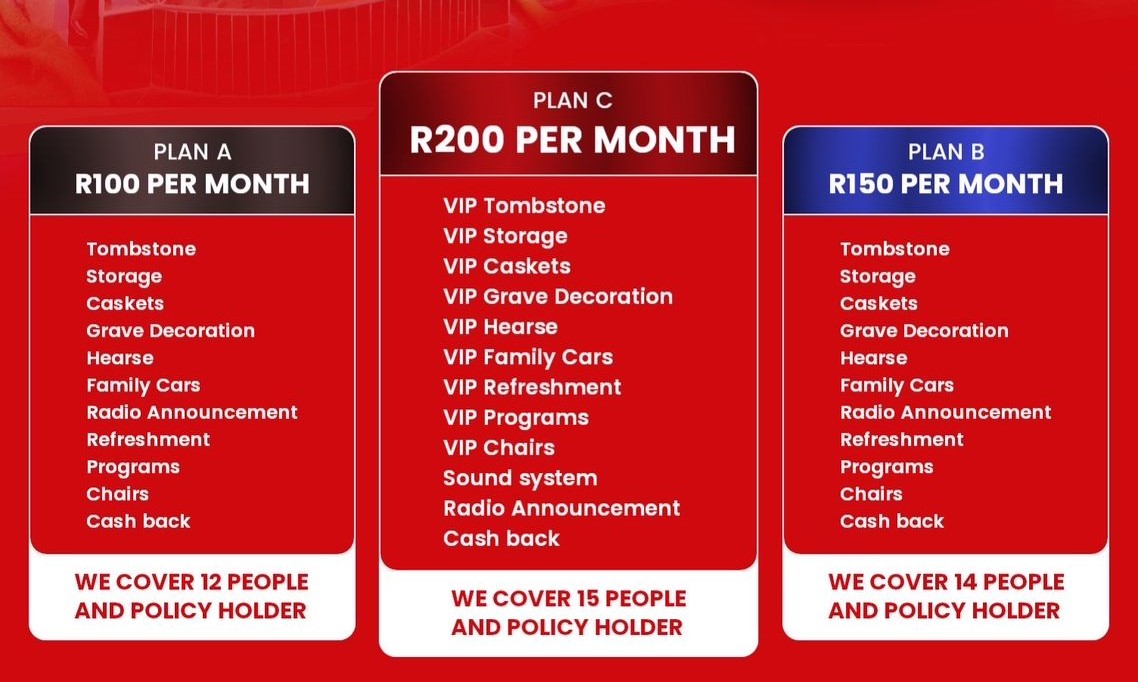 PLAN A
R100 PER MONTH
Tombstone
Storage
Caskets
Grave Decoration
Hearse
Family Cars
Radio Announcement
Refreshment
Programs
Chairs
Cash back
WE COVER 12 PEOPLE
AND POLICY HOLDER
PLAN C
R200 PER MONTH
VIP Tombstone
VIP Storage
VIP Caskets
VIP Grave Decoration
VIP Hearse
VIP Family Cars
VIP Refreshment
VIP Programs
VIP Chairs
Sound system
Radio Announcement
Cash back
WE COVER 15 PEOPLE
AND POLICY HOLDER
PLAN B
R150 PER MONTH
Tombstone
Storage
Caskets
Grave Decoration
Hearse
Family Cars
Radio Announcement
Refreshment
Programs
Chairs
Cash back
WE COVER 14 PEOPLE
AND POLICY HOLDER